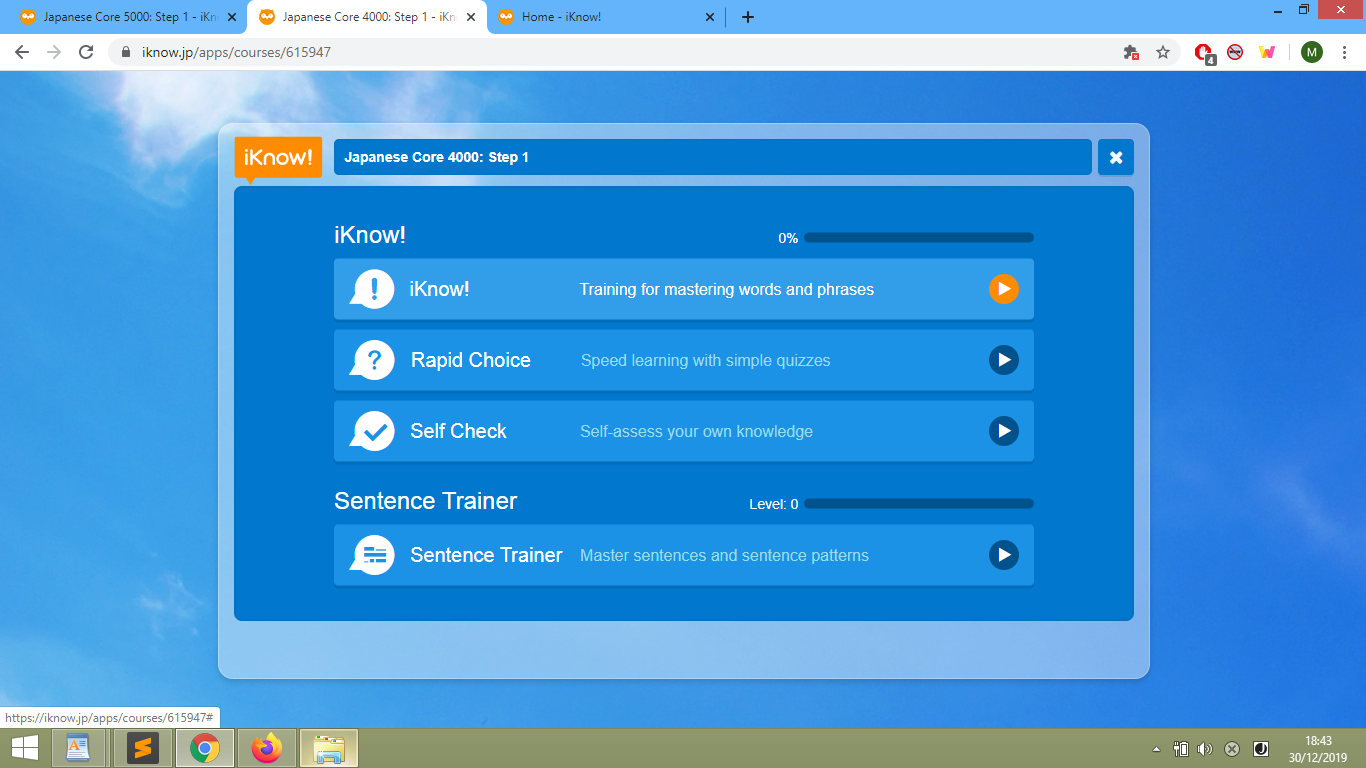 Japanese Core 5000: Step 1 - iKn
Japanese Core 4000: Step 1 - iKn
Home - iKnow!
iknow.jp/apps/courses/615947
4
M
iKnow!
Japanese Core 4000: Step 1
iKnow!
0%
iKnow!
Training for mastering words and phrases
Rapid Choice
Speed learning with simple quizzes
Self Check
Self-assess your own knowledge
Sentence Trainer
Level: 0
Sentence Trainer
Master sentences and sentence patterns
https://iknow.jp/apps/courses/615947#
18:43
30/12/2019